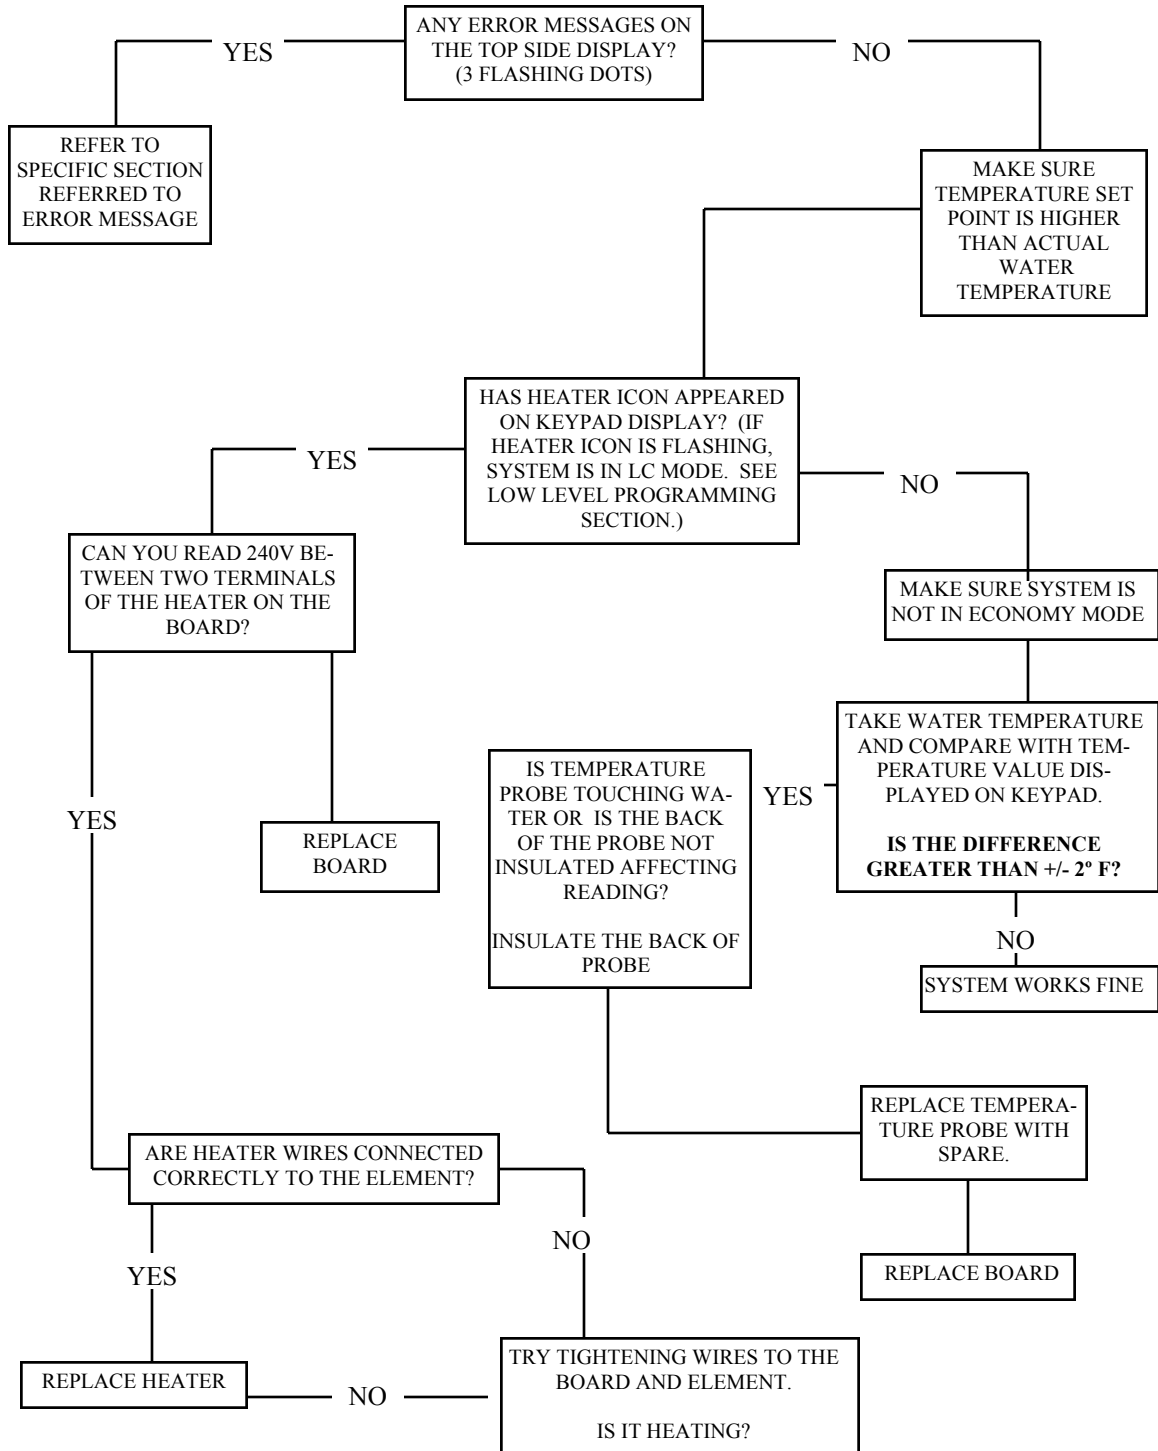 ANY ERROR MESSAGES ON
THE TOP SIDE DISPLAY?
(3 FLASHING DOTS)
YES
NO
REFER TO
SPECIFIC SECTION
REFERRED TO
ERROR MESSAGE
MAKE SURE
TEMPERATURE SET
POINT IS HIGHER
THAN ACTUAL
WATER
TEMPERATURE
HAS HEATER ICON APPEARED
ON KEYPAD DISPLAY? (IF
HEATER ICON IS FLASHING,
SYSTEM IS IN LC MODE. SEE
LOW LEVEL PROGRAMMING
SECTION.)
YES
NO
CAN YOU READ 240V BE-
TWEEN TWO TERMINALS
OF THE HEATER ON THE
BOARD?
MAKE SURE SYSTEM IS
NOT IN ECONOMY MODE
TAKE WATER TEMPERATURE
AND COMPARE WITH TEM-
PERATURE VALUE DIS-
PLAYED ON KEYPAD.
IS THE DIFFERENCE
GREATER THAN +/- 2º F?
YES
IS TEMPERATURE
PROBE TOUCHING WA-
TER OR IS THE BACK
OF THE PROBE NOT
INSULATED AFFECTING
READING?
INSULATE THE BACK OF
PROBE
YES
REPLACE
BOARD
NO
SYSTEM WORKS FINE
REPLACE TEMPERA-
TURE PROBE WITH
SPARE.
ARE HEATER WIRES CONNECTED
CORRECTLY TO THE ELEMENT?
NO
YES
REPLACE BOARD
TRY TIGHTENING WIRES TO THE
BOARD AND ELEMENT.
IS IT HEATING?
NO
REPLACE HEATER